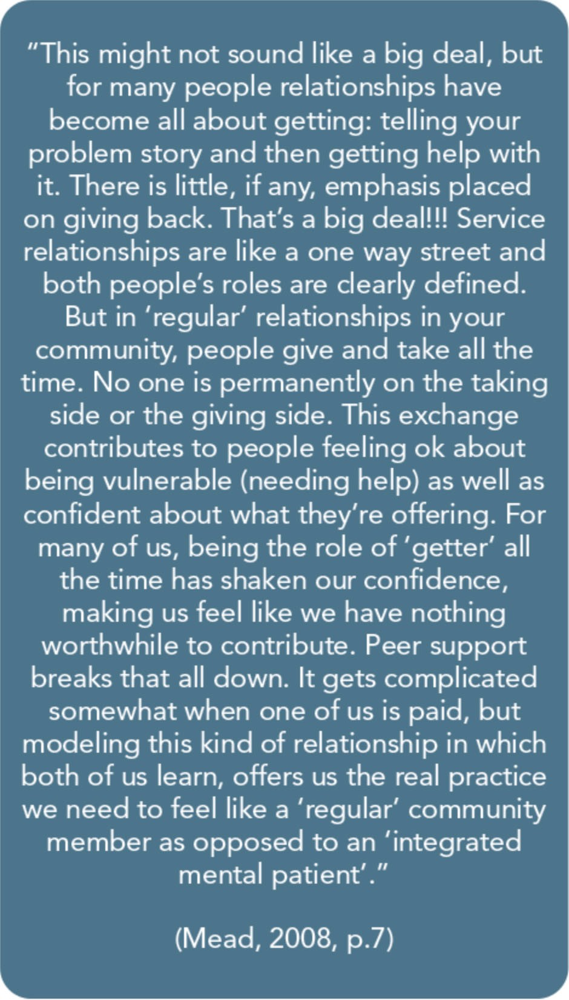 “This might not sound like a big deal, but
for many people relationships have
become all about getting: telling your
problem story and then getting help with
it. There is little, if any, emphasis placed
on giving back. That’s a big deal!!! Service
relationships are like a one way street and
both people’s roles are clearly defined.
But in ‘regular’ relationships in your
community, people give and take all the
time. No one is permanently on the taking
side or the giving side. This exchange
contributes to people feeling ok about
being vulnerable (needing help) as well as
confident about what they’re offering. For
many of us, being the role of ‘getter’ all
the time has shaken our confidence,
making us feel like we have nothing
worthwhile to contribute. Peer support
breaks that all down. It gets complicated
somewhat when one of us is paid, but
modeling this kind of relationship in which
both of us learn, offers us the real practice
we need to feel like a ‘regular’ community
member as opposed to an ‘integrated
mental patient’.”
(Mead, 2008, p.7)